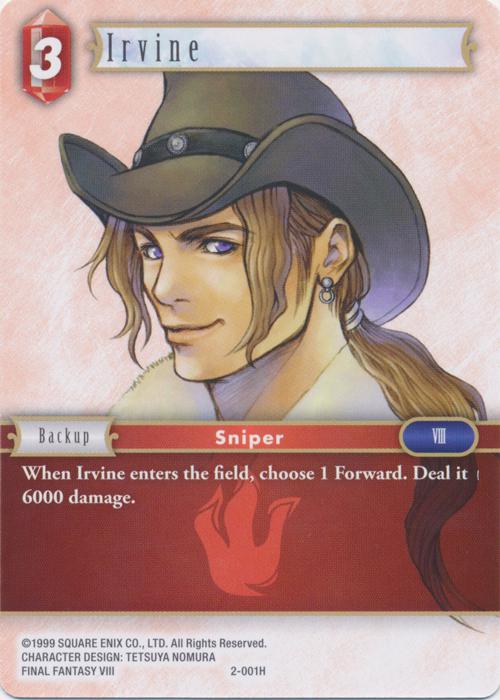 3
Irvine
Backup
Sniper
VIII
When Irvine enters the field, choose 1 Forward. Deal it
6000 damage.
©1999 SQUARE ENIX CO., LTD. All Rights Reserved.
CHARACTER DESIGN: TETSUYA NOMURA
FINAL FANTASY VIII
2-001H